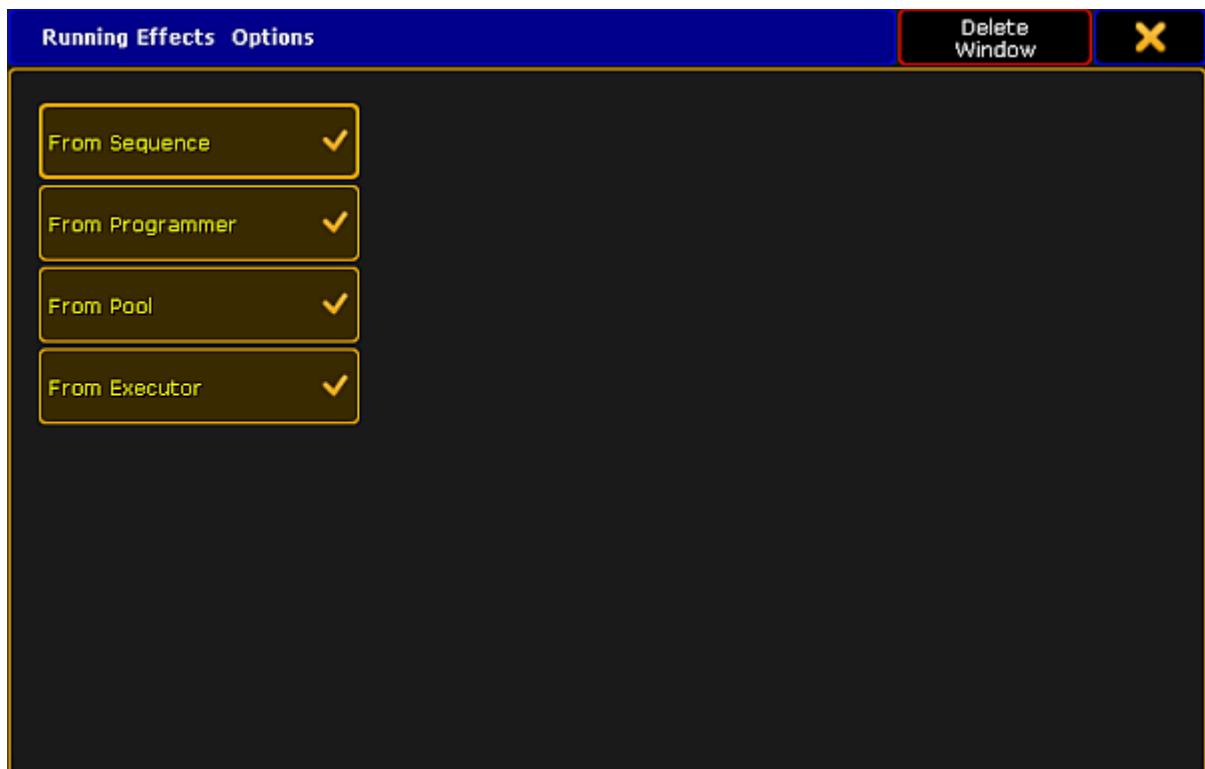 Running Effects Options
Delete
Window
From Sequence
From Programmer
From Pool
From Executor